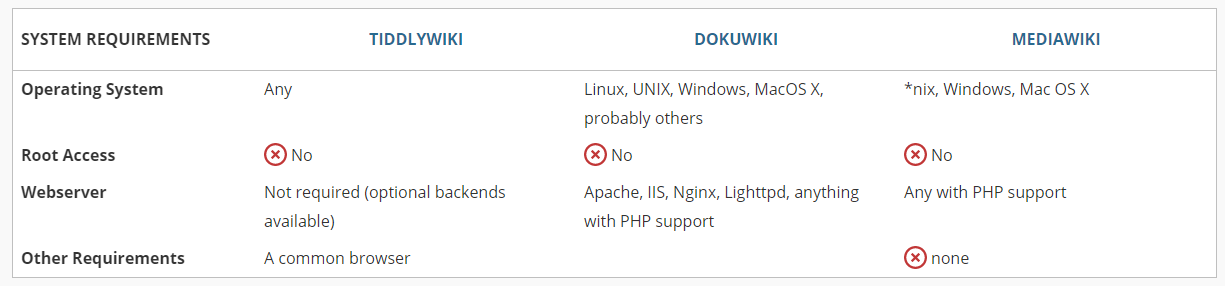 SYSTEM REQUIREMENTS TIDDLYWIKI DOKUWIKI MEDIAWIKI
Operating System Any Linux, UNIX, Windows, MacOS X, *nix, Windows, Mac OS X
probably others
Root Access No No No
Webserver Not required (optional backends Apache, IIS, Nginx, Lighttpd, anything Any with PHP support
available) with PHP support
Other Requirements A common browser none